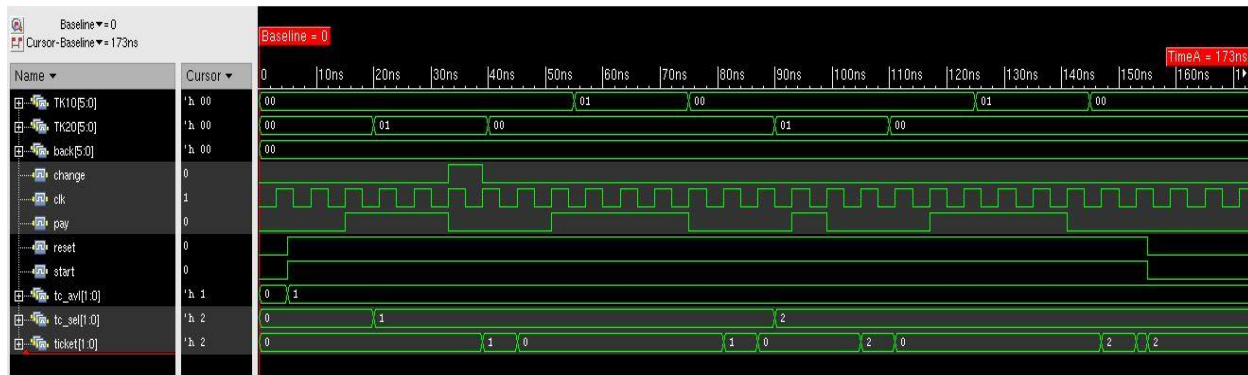 Baseline▼= 0
Cursor-Baseline▼= 173ns
Baseline = 0
TimeA = 173ns
Name▼ Cursor▼ 0 10ns 20ns 30ns 40ns 50ns 60ns 70ns 80ns 90ns 100ns 110ns 120ns 130ns 140ns 150ns 160ns
TK10[5:0] 'h 00 00 01 00 01 00
TK20[5:0] 'h 00 00 01 00 01 00
back[5:0] 'h 00 00
change 0
clk 1
pay 0
reset 0
start 0
tc_avl[1:0] 'h 1 0 1
tc_sel[1:0] 'h 2 0 1 2
ticket[1:0] 'h 2 0 1 0 1 0 2 0 2 2